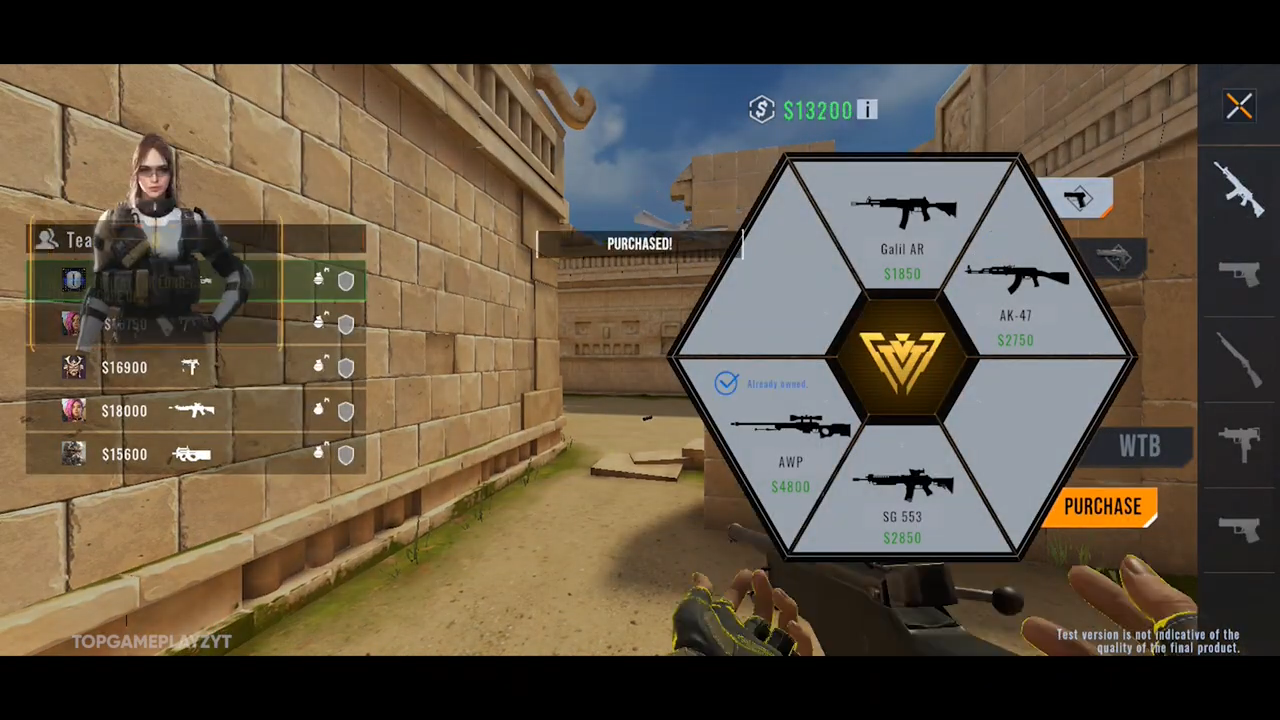 $13200
PURCHASED!
Tea
Galil AR
$1850
AK-47
$2750
Already owned.
AWP
$4800
SG 553
$2850
$16900
$18000
$15600
WTB
PURCHASE
TOPGAMEPLAYZYT
Test version is not indicative of the
quality of the final product.